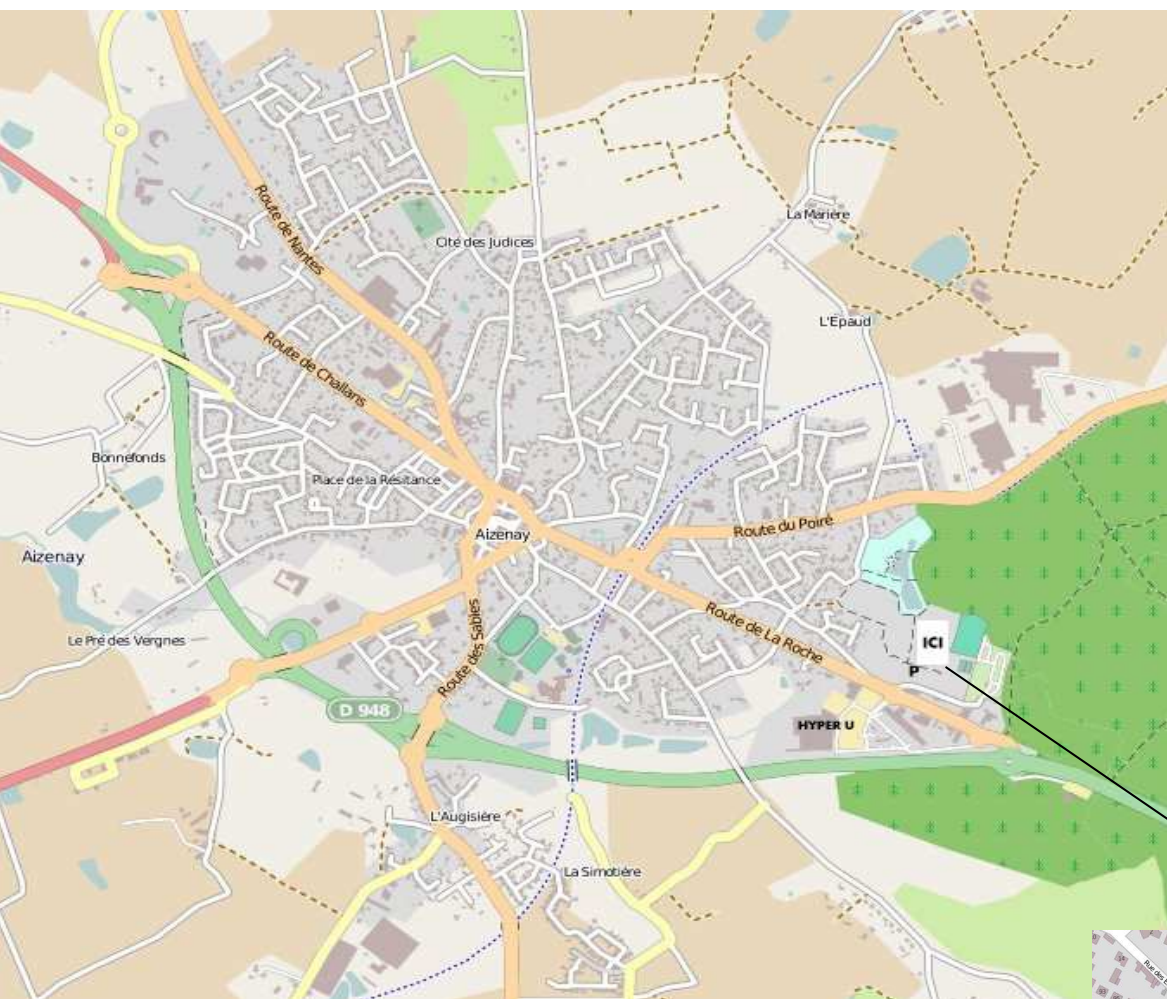 Route de Nantes
Cité des Judices
La Marière
L'Epaud
Route de Challans
Bonnefonds
Place de la Résitance
Aizenay
Route du Poiré
Aizenay
Route de La Roche
Le Pré des Vergnes
Route des Sables
ICI
P
D 948
HYPER U
L'Augisière
La Simotière